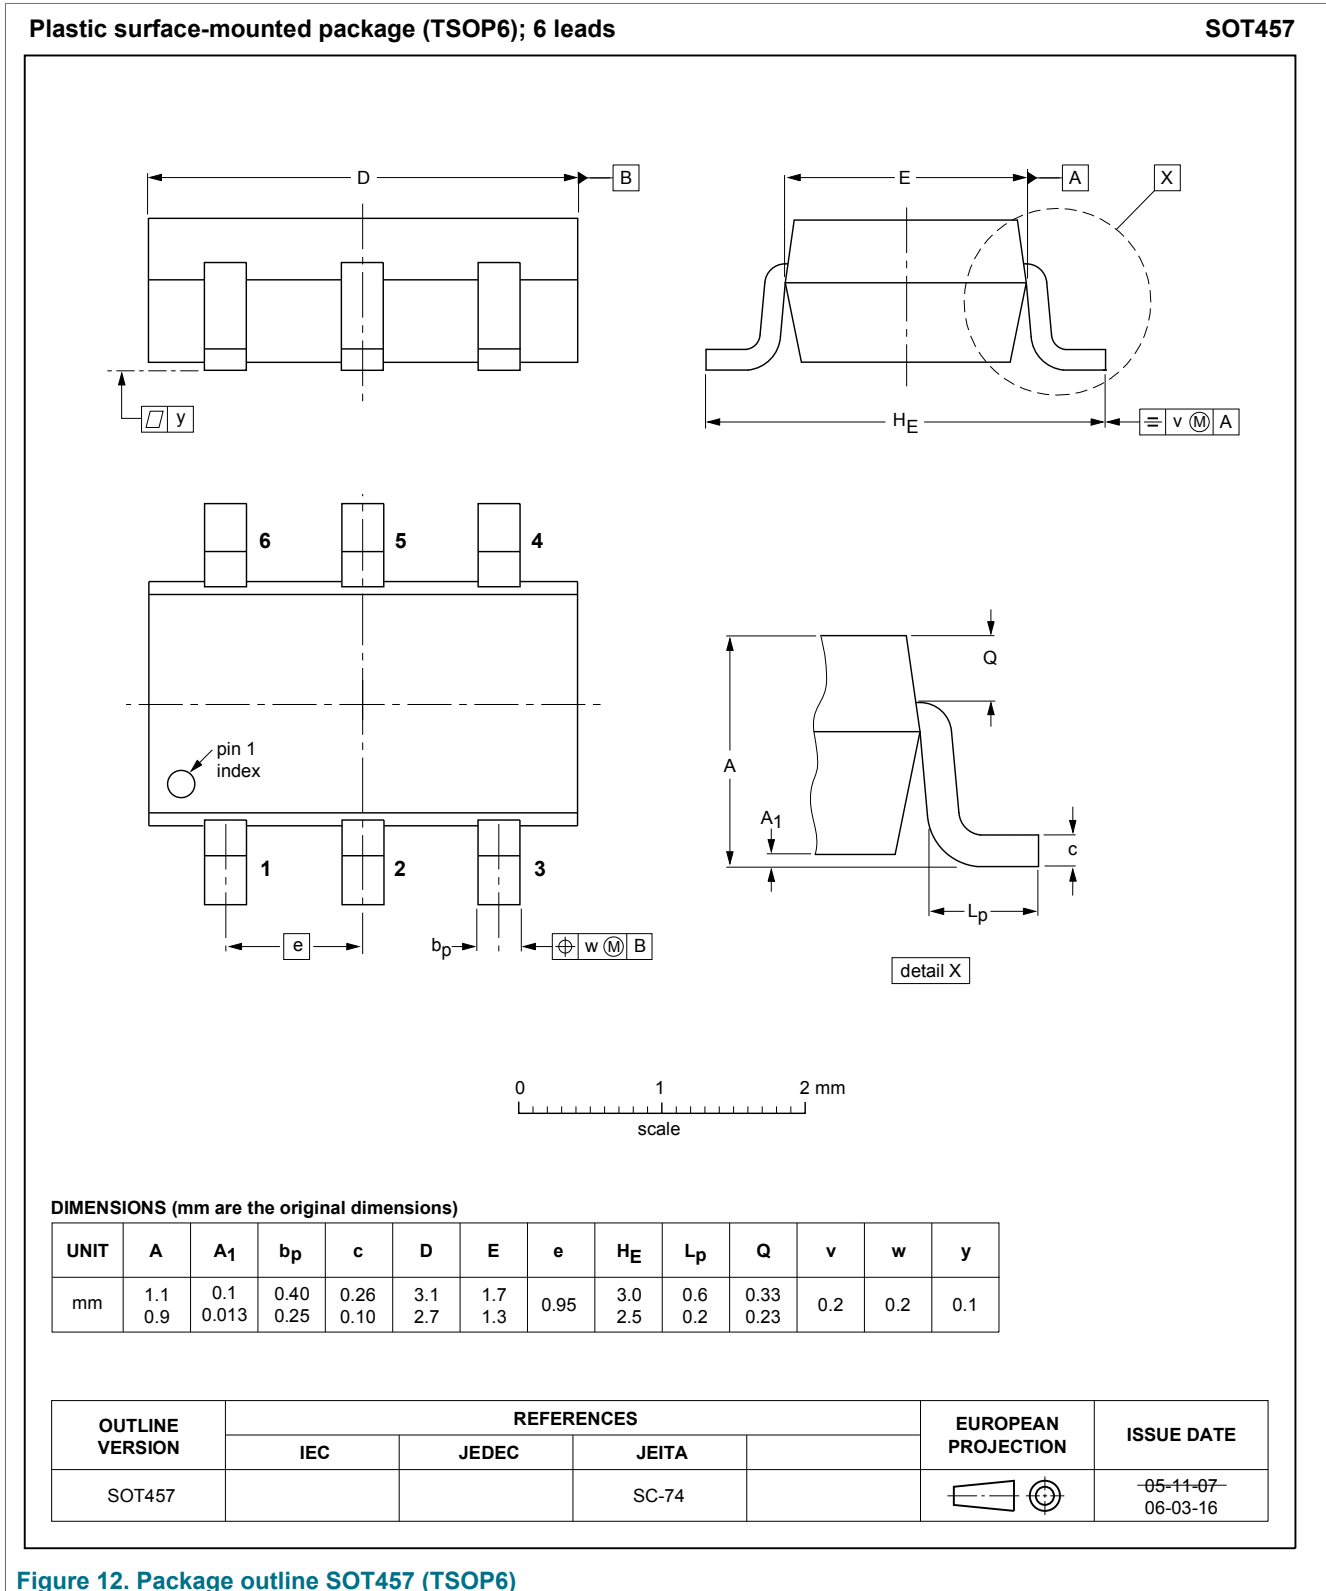 Plastic surface-mounted package (TSOP6); 6 leads SOT457
D B E A X
y
HE v M A
6 5 4
pin 1
index
1 2 3
e bp w M B
Q
A
A1
c
Lp
detail X
0 1 2 mm
scale
DIMENSIONS (mm are the original dimensions)
UNIT A A1 bp c D E e HE Lp Q v w y
mm 1.1 0.1 0.40 0.26 3.1 1.7 0.95 3.0 0.6 0.33 0.2 0.2 0.1
0.9 0.013 0.25 0.10 2.7 1.3 2.5 0.2 0.23
OUTLINE VERSION REFERENCES EUROPEAN PROJECTION ISSUE DATE
IEC JEDEC JEITA
SOT457 SC-74 05-11-07
06-03-16
Figure 12. Package outline SOT457 (TSOP6)